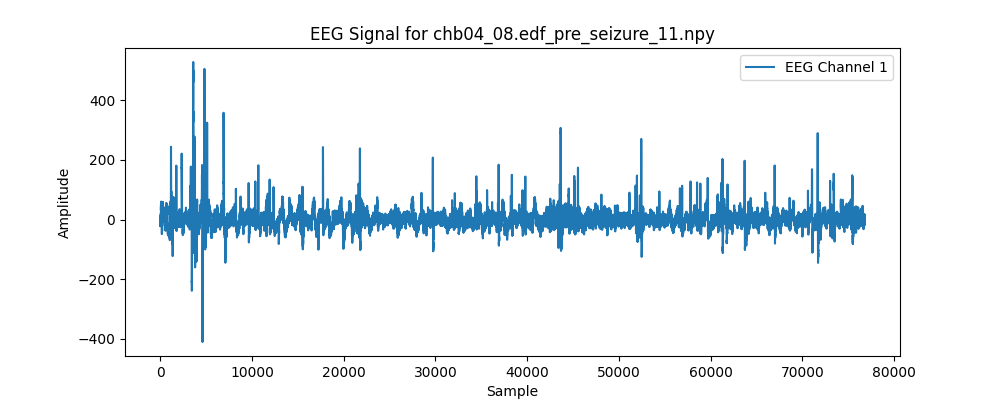 EEG Signal for chb04_08.edf_pre_seizure_11.npy
EEG Channel 1
Amplitude
400
200
0
−200
−400
0 10000 20000 30000 40000 50000 60000 70000 80000
Sample